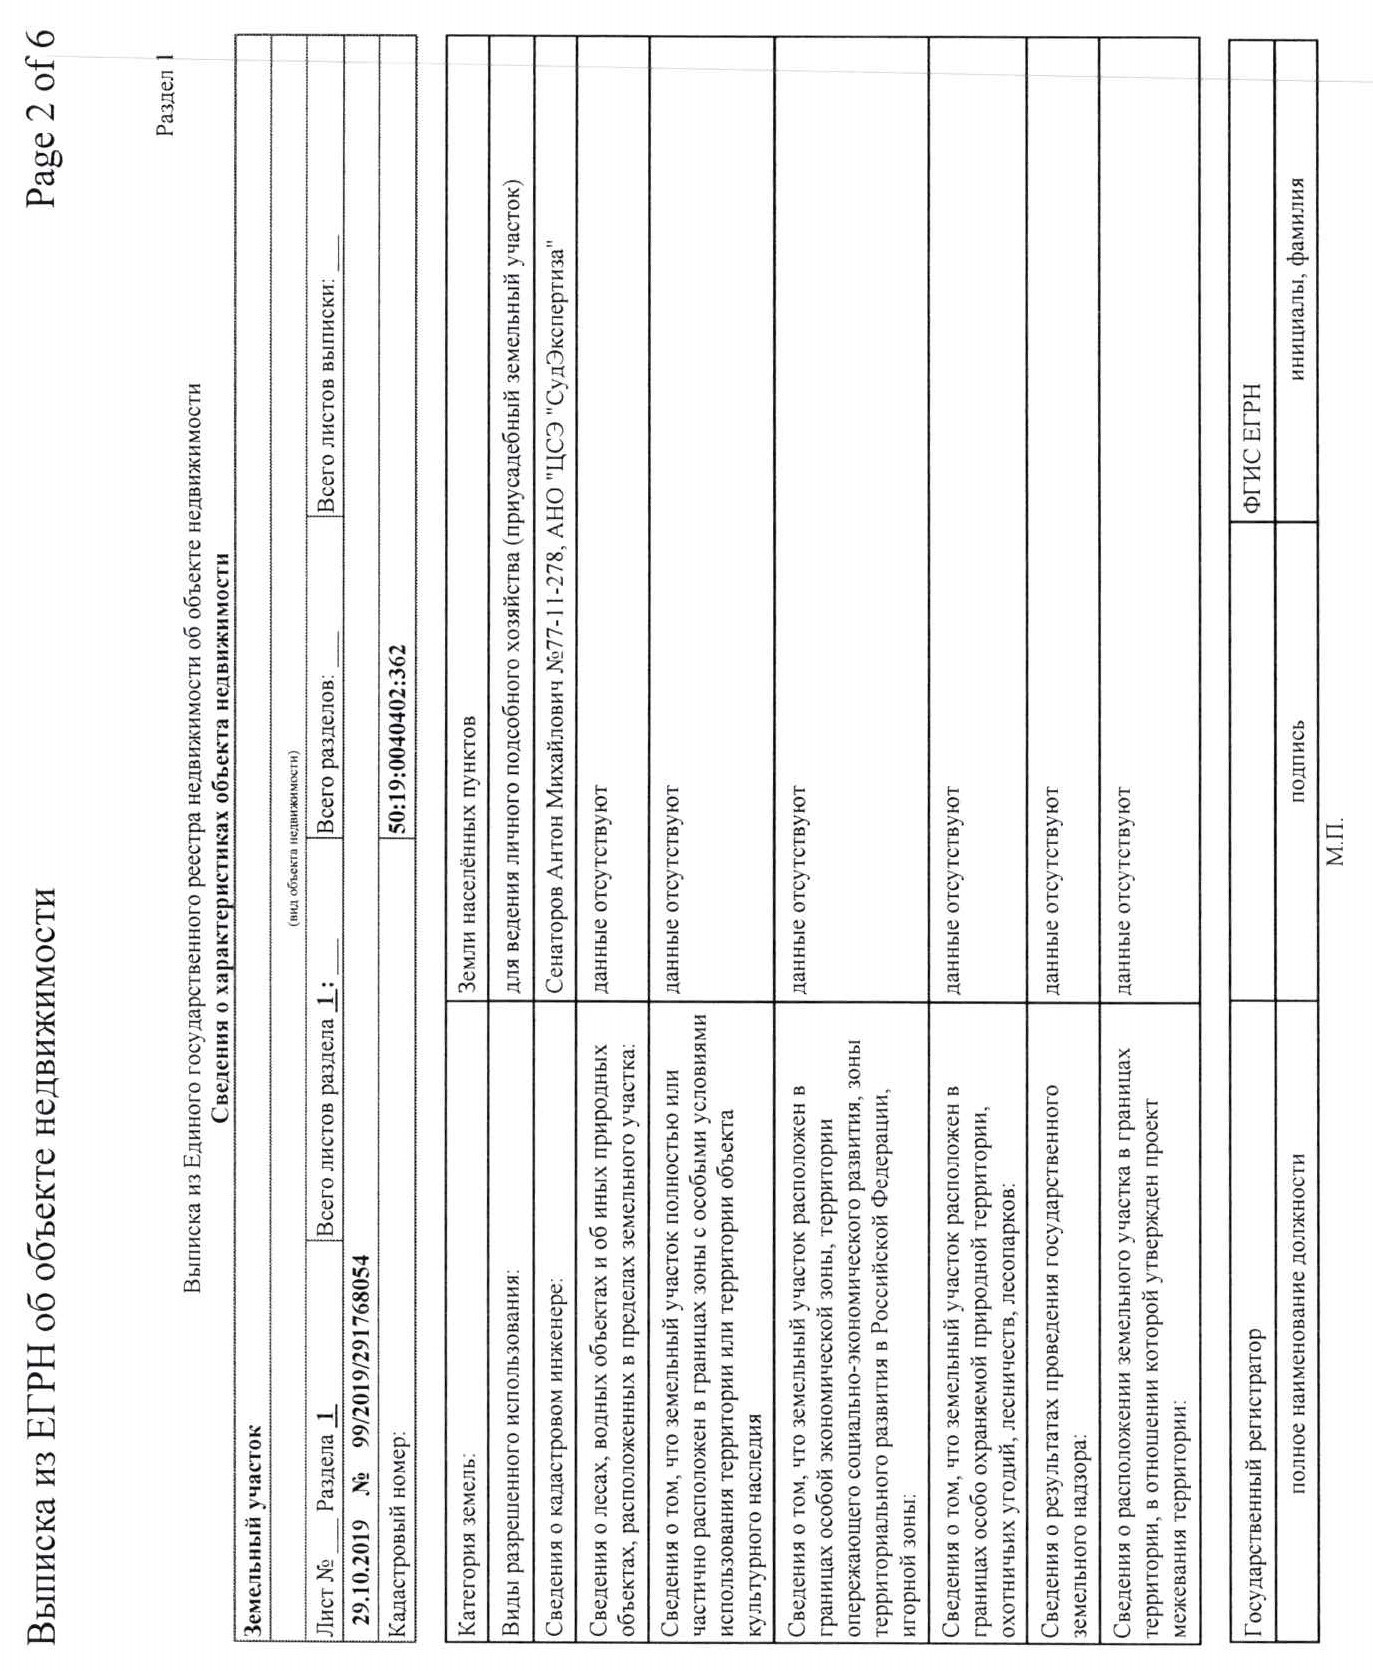 Выписка из ЕГРН об объекте недвижимости Page 2 of 6
Раздел 1
Выписка из Единого государственного реестра недвижимости об объекте недвижимости
Сведения о характеристиках объекта недвижимости
Земельный участок
(вид объекта недвижимости)
Лист № ___ Раздела 1 Всего листов раздела 1 : ___ Всего разделов: ___ Всего листов выписки: ___
29.10.2019 № 99/2019/291768054
Кадастровый номер: 50:19:0040402:362
Категория земель: Земли населённых пунктов
Виды разрешенного использования: для ведения личного подсобного хозяйства (приусадебный земельный участок)
Сведения о кадастровом инженере: Сенаторов Антон Михайлович №77-11-278, АНО "ЦСЭ "СудЭкспертиза"
Сведения о лесах, водных объектах и об иных природных
объектах, расположенных в пределах земельного участка:
данные отсутствуют
Сведения о том, что земельный участок полностью или
частично расположен в границах зоны с особыми условиями
использования территории или территории объекта
культурного наследия
данные отсутствуют
Сведения о том, что земельный участок расположен в
границах особой экономической зоны, территории
опережающего социально-экономического развития, зоны
территориального развития в Российской Федерации,
игорной зоны:
данные отсутствуют
Сведения о том, что земельный участок расположен в
границах особо охраняемой природной территории,
охотничьих угодий, лесничеств, лесопарков:
данные отсутствуют
Сведения о результатах проведения государственного
земельного надзора:
данные отсутствуют
Сведения о расположении земельного участка в границах
территории, в отношении которой утвержден проект
межевания территории:
данные отсутствуют
Государственный регистратор ФГИС ЕГРН
полное наименование должности подпись инициалы, фамилия
М.П.